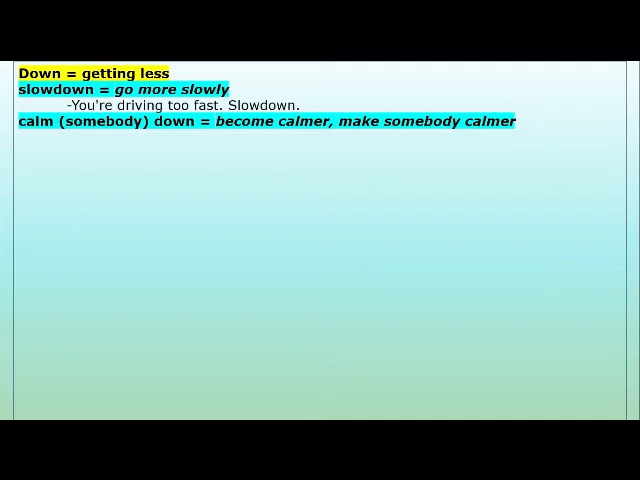 Down = getting less
slowdown = go more slowly
-You're driving too fast. Slowdown.
calm (somebody) down = become calmer, make somebody calmer